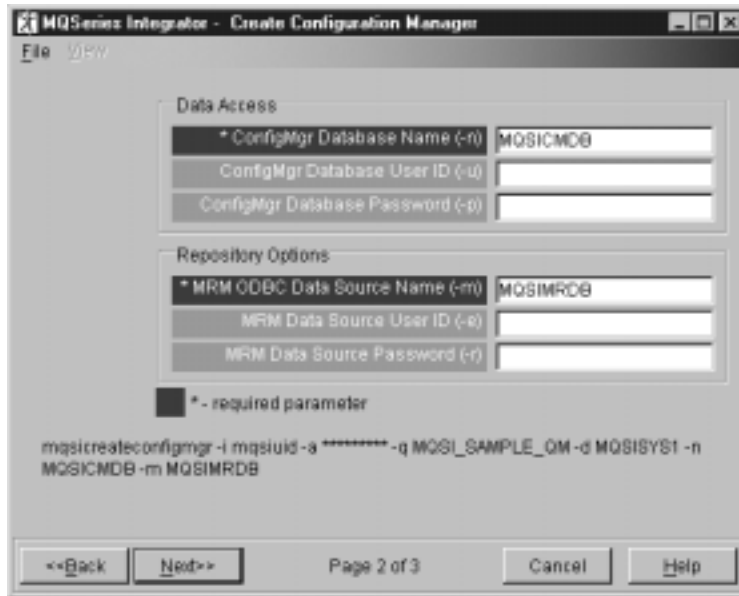 MQSeries Integrator - Create Configuration Manager
File View
Data Access
* ConfigMgr Database Name (-n) MQSICMDB
ConfigMgr Database User ID (-u)
ConfigMgr Database Password (-p)
Repository Options
* MRM ODBC Data Source Name (-m) MQSIMRDB
MRM Data Source User ID (-e)
MRM Data Source Password (-r)
* - required parameter
mqsicreateconfigmgr -i mqsiuid -a ********* -q MQSI_SAMPLE_QM -d MQSISYS1 -n
MQSICMDB -m MQSIMRDB
<<Back Next>> Page 2 of 3 Cancel Help